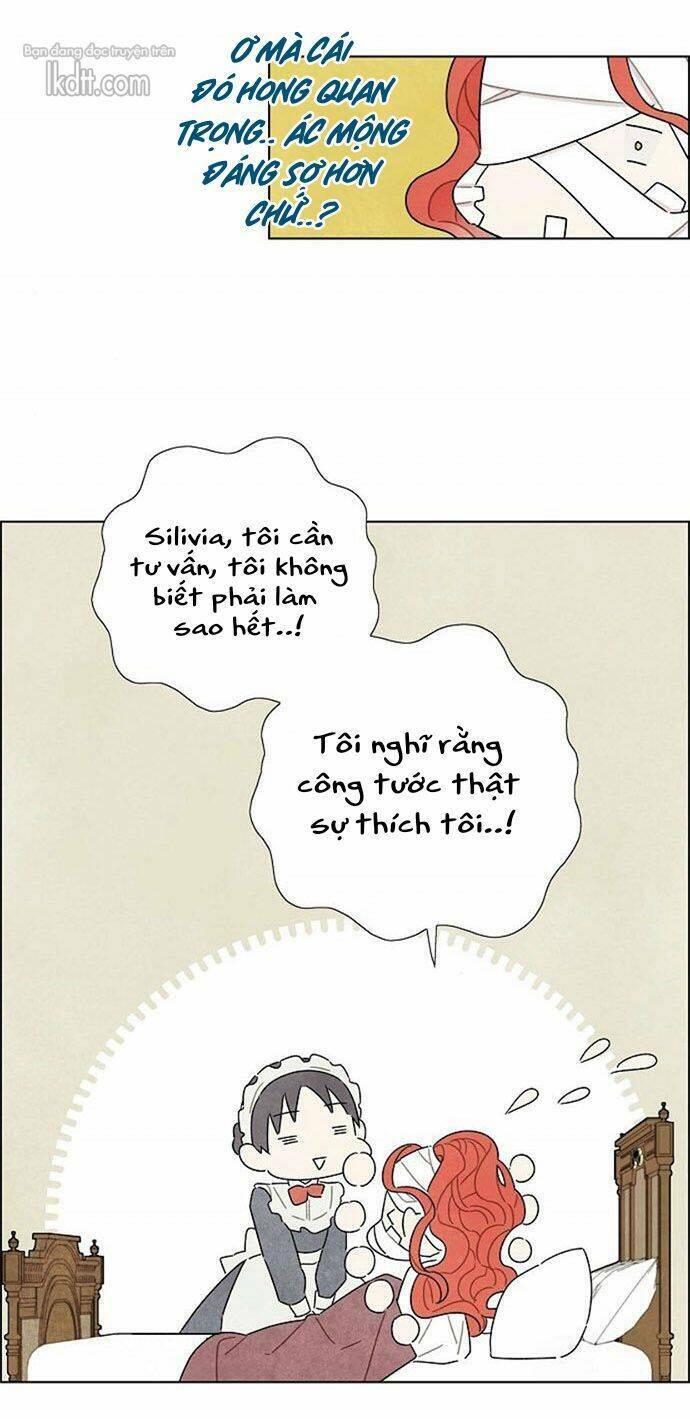 Bạn đang đọc truyện trên
lkdtt.com
Ơ MÀ CÁI
ĐÓ HONG QUAN
TRỌNG.. ÁC MỘNG
ĐÁNG SỢ HƠN
CHỨ..?
Silivia, tôi cần
tư vấn, tôi không
biết phải làm
sao hết..!
Tôi nghĩ rằng
công tước thật
sự thích tôi..!